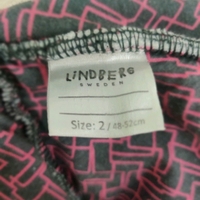 LINDBERG
SWEDEN
Size: 2 / 48-52cm